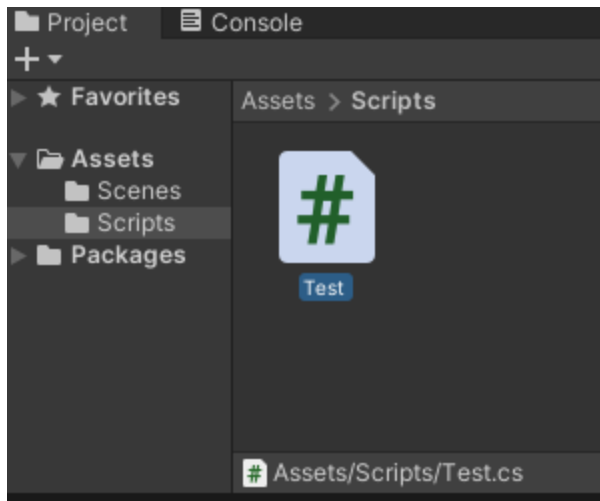 Project
Console
Favorites
Assets
Scenes
Scripts
Packages
Assets > Scripts
#
Test
# Assets/Scripts/Test.cs